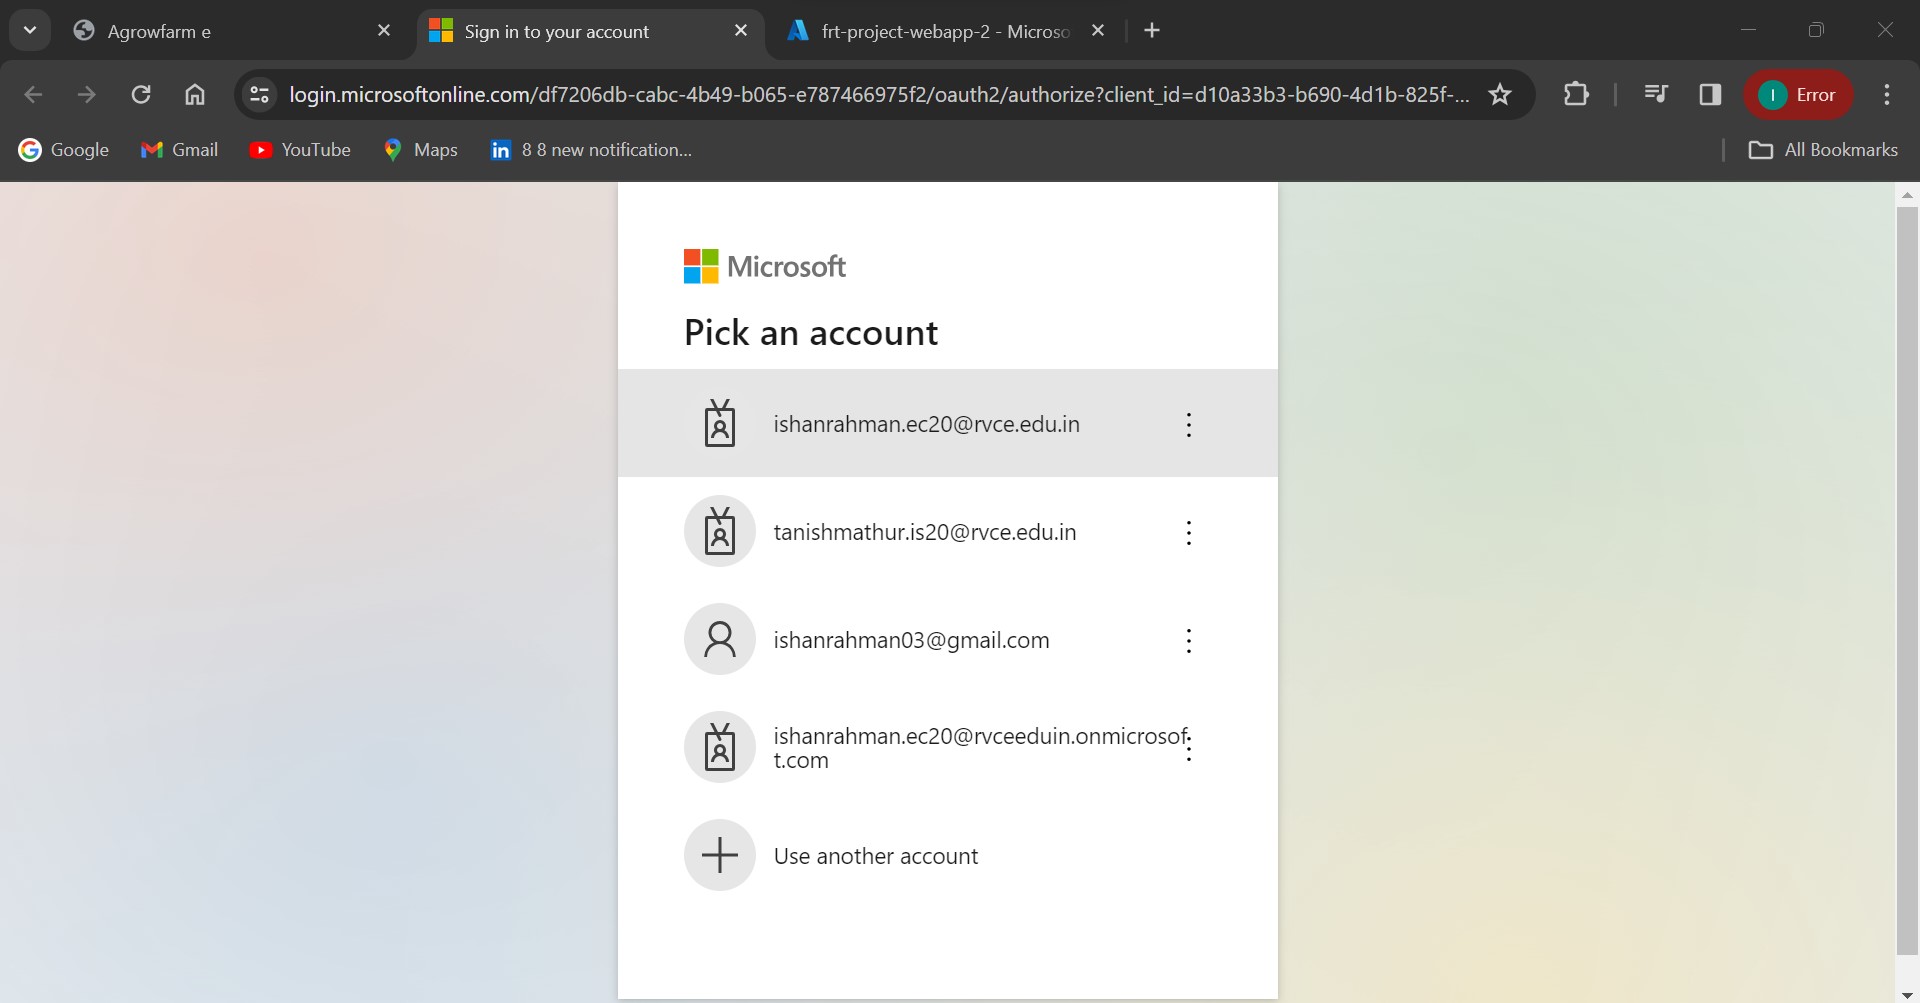 Agrowfarm e
Sign in to your account
frt-project-webapp-2 - Microso
login.microsoftonline.com/df7206db-cabc-4b49-b065-e787466975f2/oauth2/authorize?client_id=d10a33b3-b690-4d1b-825f-...
I Error
Google
Gmail
YouTube
Maps
8 8 new notification...
All Bookmarks
Microsoft
Pick an account
ishanrahman.ec20@rvce.edu.in
tanishmathur.is20@rvce.edu.in
ishanrahman03@gmail.com
ishanrahman.ec20@rvceeduin.onmicrosof
t.com
Use another account